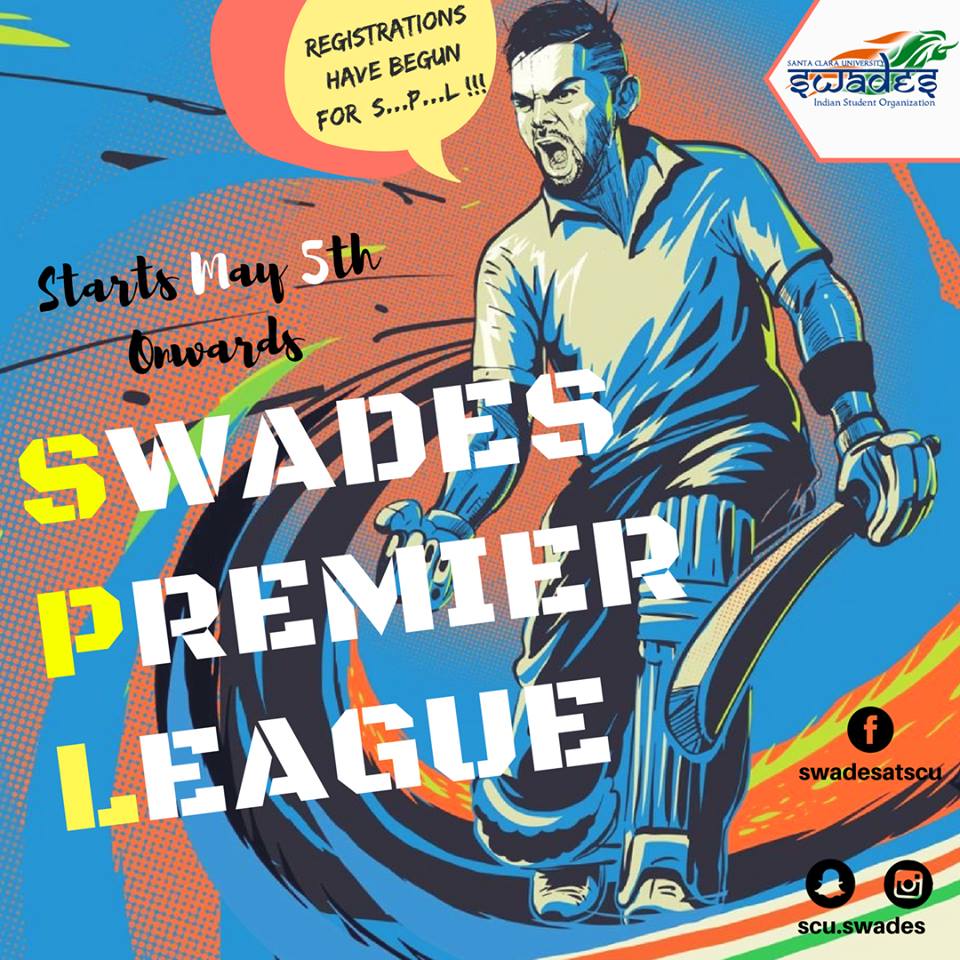 REGISTRATIONS
HAVE BEGUN
FOR S...P...L !!!
SANTA CLARA UNIVERSITY
swades
Indian Student Organization
Starts May 5th
Onwards
SWADES
PREMIER
LEAGUE
swadesatscu
scu.swades